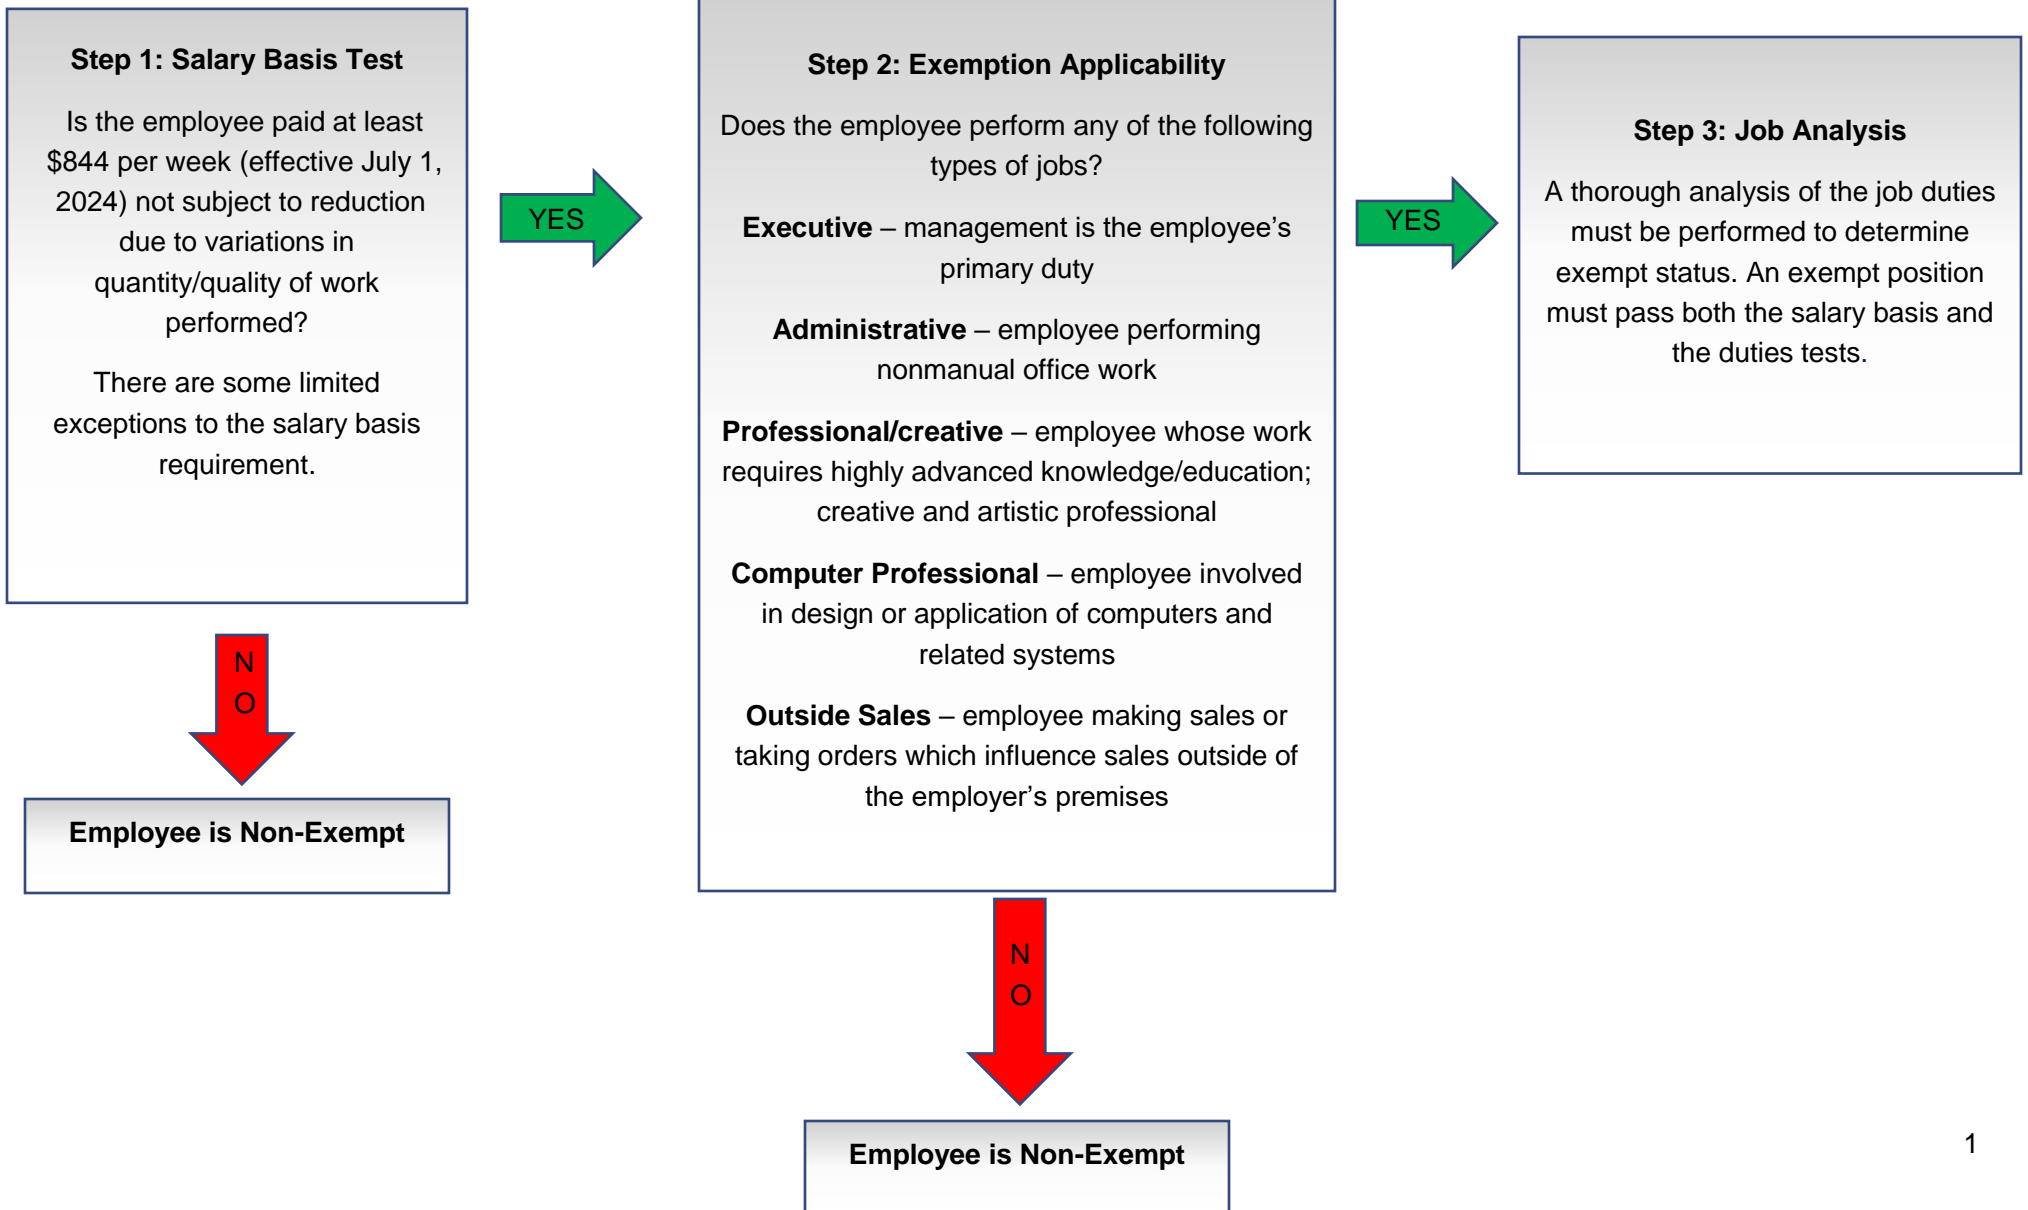 Step 1: Salary Basis Test
Is the employee paid at least
$844 per week (effective July 1,
2024) not subject to reduction
due to variations in
quantity/quality of work
performed?
There are some limited
exceptions to the salary basis
requirement.
N
O
Employee is Non-Exempt
YES
Step 2: Exemption Applicability
Does the employee perform any of the following
types of jobs?
Executive – management is the employee’s
primary duty
Administrative – employee performing
nonmanual office work
Professional/creative – employee whose work
requires highly advanced knowledge/education;
creative and artistic professional
Computer Professional – employee involved
in design or application of computers and
related systems
Outside Sales – employee making sales or
taking orders which influence sales outside of
the employer’s premises
N
O
Employee is Non-Exempt
YES
Step 3: Job Analysis
A thorough analysis of the job duties
must be performed to determine
exempt status. An exempt position
must pass both the salary basis and
the duties tests.
1